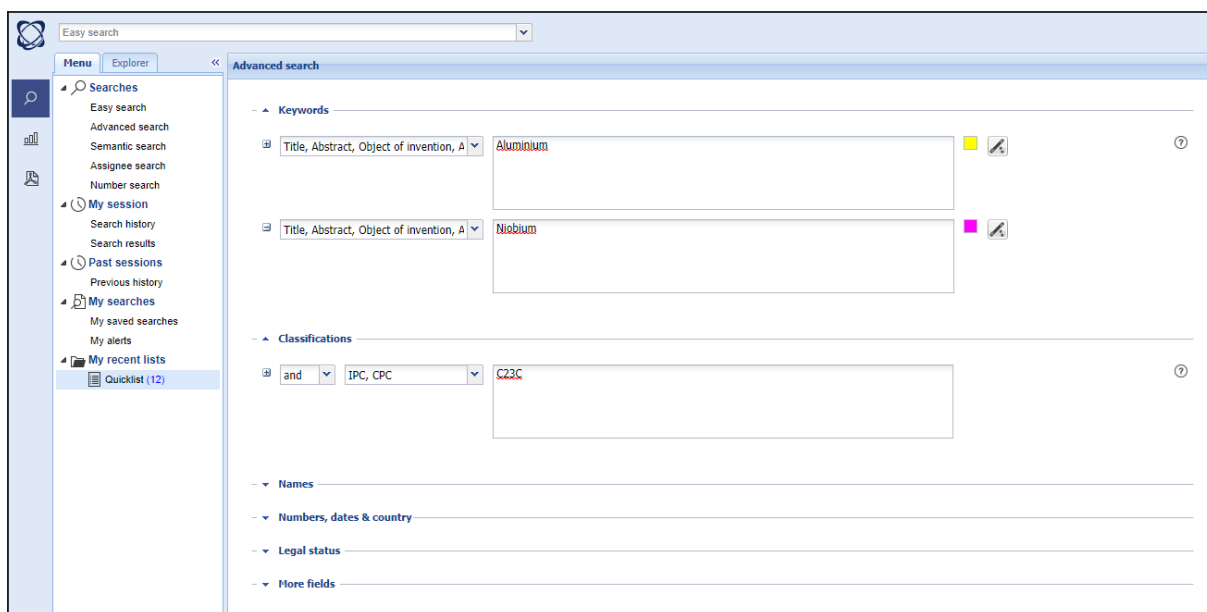 Easy search
Menu
Explorer
«
Advanced search
Searches
Easy search
Advanced search
Semantic search
Assignee search
Number search
My session
Search history
Search results
Past sessions
Previous history
My searches
My saved searches
My alerts
My recent lists
Quicklist (12)
Keywords
Title, Abstract, Object of invention, A
Aluminium
?
Title, Abstract, Object of invention, A
Niobium
Classifications
and
IPC, CPC
C23C
?
Names
Numbers, dates & country
Legal status
More fields